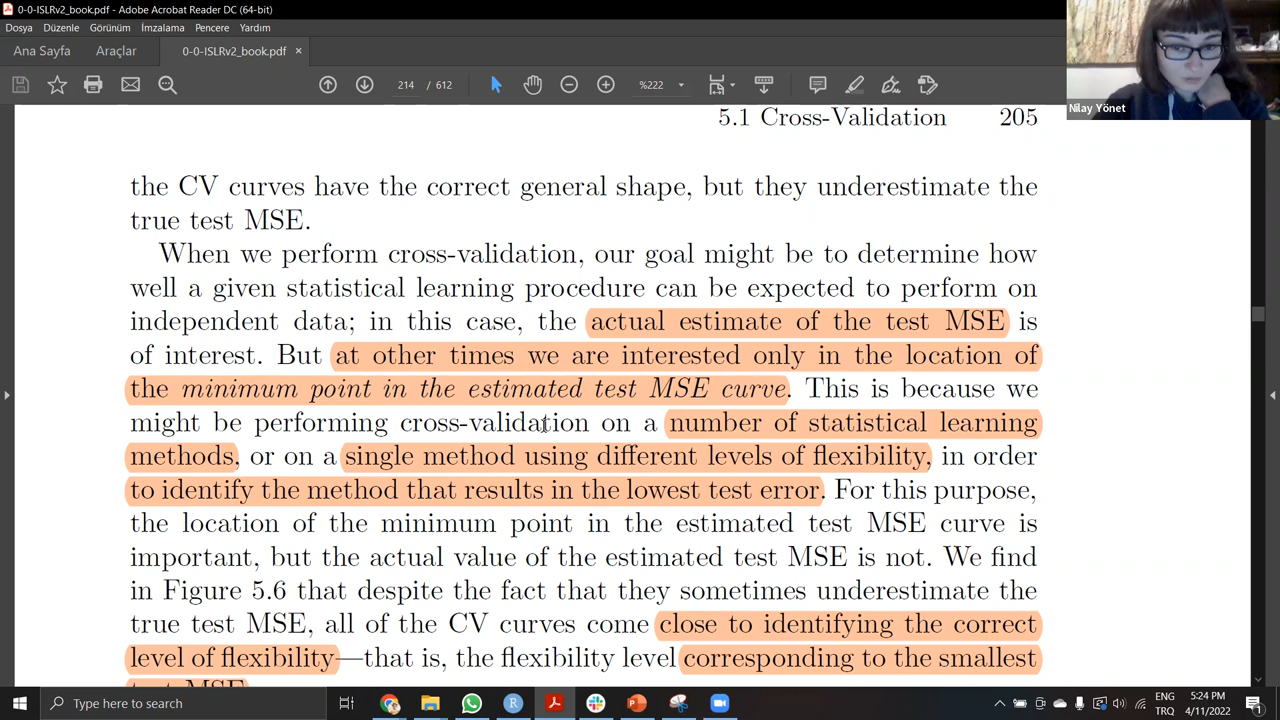 0-0-ISLRv2_book.pdf - Adobe Acrobat Reader DC (64-bit)
Dosya Düzenle Görünüm İmzalama Pencere Yardım
Ana Sayfa Araçlar 0-0-ISLRv2_book.pdf ×
214 / 612 %222
Nilay Yönet
5.1 Cross-Validation 205
the CV curves have the correct general shape, but they underestimate the
true test MSE.
When we perform cross-validation, our goal might be to determine how
well a given statistical learning procedure can be expected to perform on
independent data; in this case, the actual estimate of the test MSE is
of interest. But at other times we are interested only in the location of
the minimum point in the estimated test MSE curve. This is because we
might be performing cross-validation on a number of statistical learning
methods, or on a single method using different levels of flexibility, in order
to identify the method that results in the lowest test error. For this purpose,
the location of the minimum point in the estimated test MSE curve is
important, but the actual value of the estimated test MSE is not. We find
in Figure 5.6 that despite the fact that they sometimes underestimate the
true test MSE, all of the CV curves come close to identifying the correct
level of flexibility—that is, the flexibility level corresponding to the smallest
test MSE.
Type here to search
ENG 5:24 PM
TRQ 4/11/2022